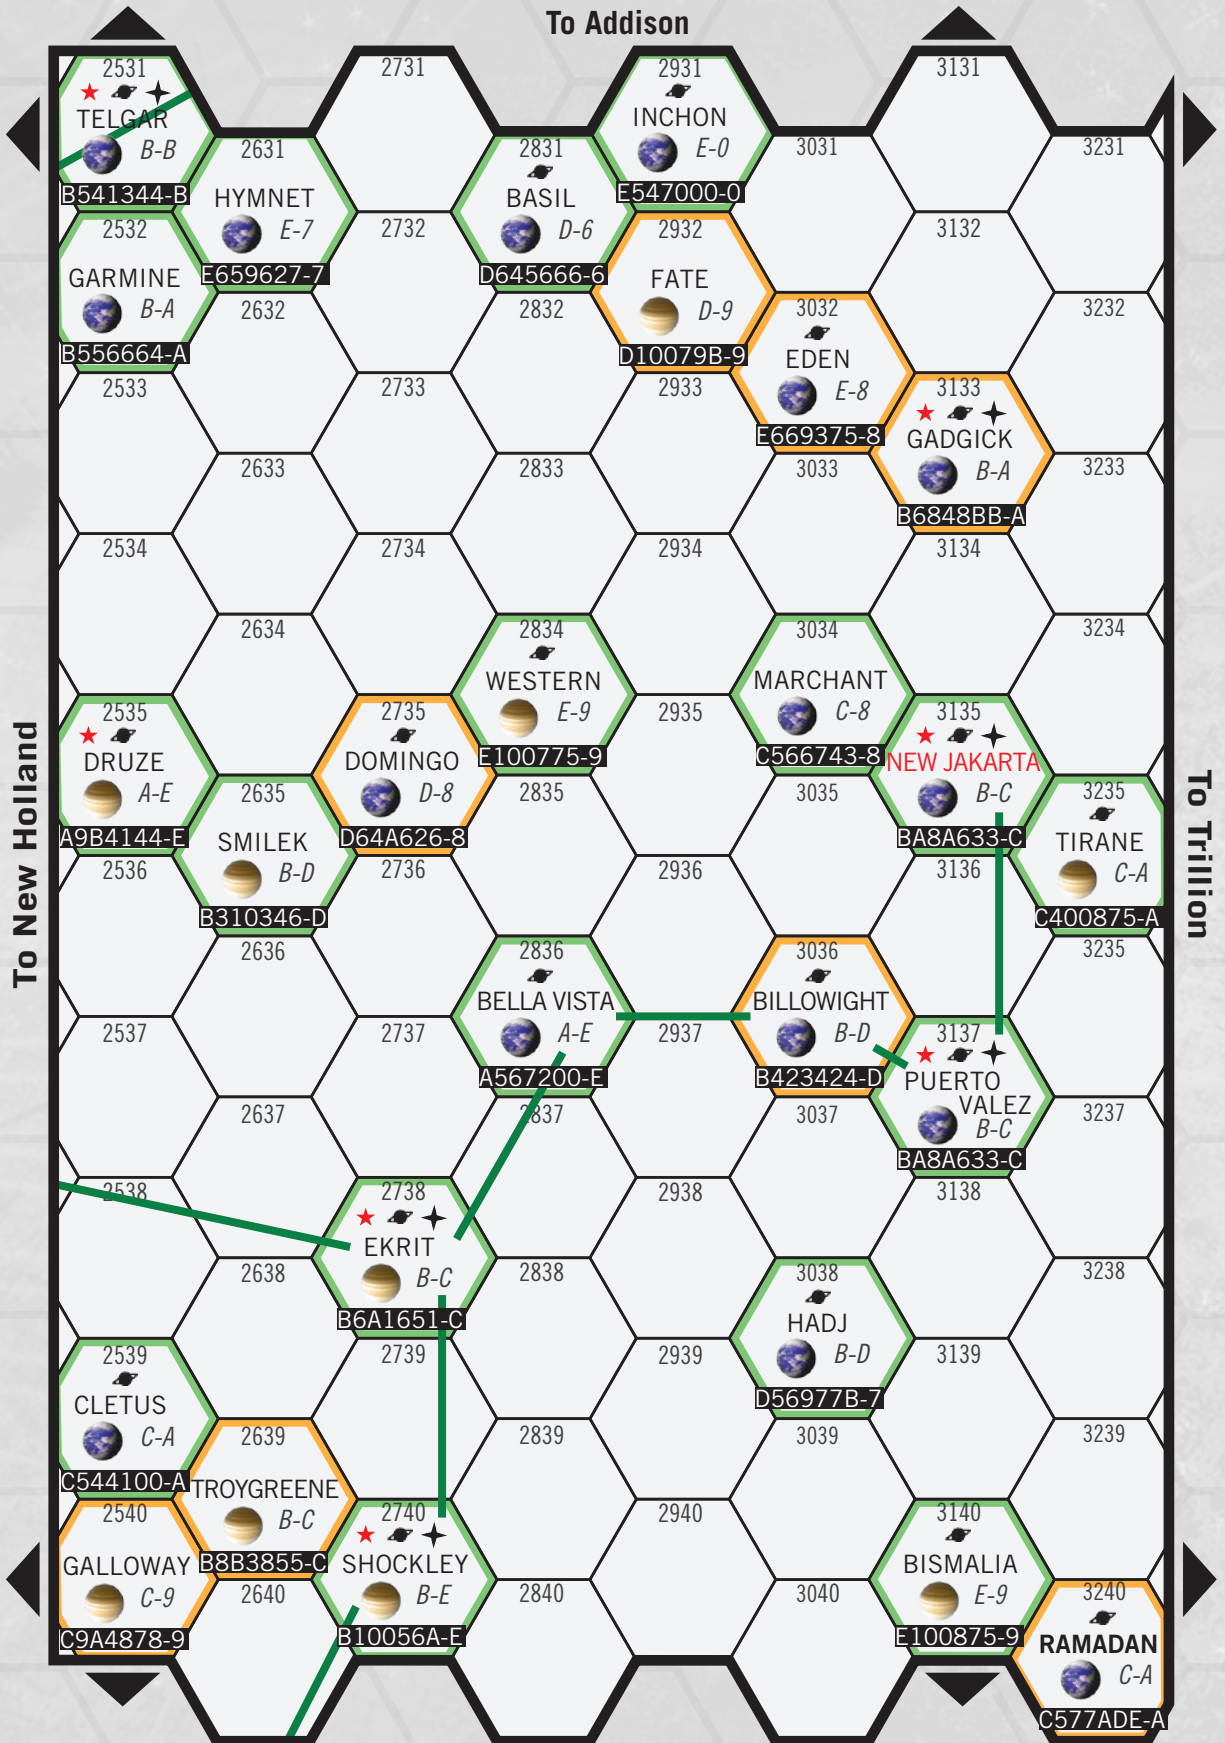 To Addison
To New Holland
To Trillion
2531
TELGAR
B-B
B541344-B
2631
HYMNET
E-7
E659627-7
2731
2831
BASIL
D-6
D645666-6
2931
INCHON
E-0
E547000-0
3031
3131
3231
2532
GARMINE
B-A
B556664-A
2632
2732
2832
2932
FATE
D-9
D10079B-9
3032
EDEN
E-8
E669375-8
3132
3232
2533
2633
2733
2833
2933
3033
3133
GADGICK
B-A
B6848BB-A
3233
2534
2634
2734
2834
WESTERN
E-9
E100775-9
2934
3034
MARCHANT
C-8
C566743-8
3134
3234
2535
DRUZE
A-E
A9B4144-E
2635
SMILEK
B-D
B310346-D
2735
DOMINGO
D-8
D64A626-8
2835
2935
3035
3135
NEW JAKARTA
B-C
BA8A633-C
3235
TIRANE
C-A
C400875-A
2536
2636
2736
2836
BELLA VISTA
A-E
A567200-E
2936
3036
BILLOWIGHT
B-D
B423424-D
3136
3235
2537
2637
2737
2837
2937
3037
3137
PUERTO
VALEZ
B-C
BA8A633-C
3237
2538
2638
2738
EKRIT
B-C
B6A1651-C
2838
2938
3038
HADJ
B-D
D56977B-7
3138
3238
2539
CLETUS
C-A
C544100-A
2639
TROYGREENE
B-C
B8B3855-C
2739
2839
2939
3039
3139
3239
2540
GALLOWAY
C-9
C9A4878-9
2640
2740
SHOCKLEY
B-E
B10056A-E
2840
2940
3040
3140
BISMALIA
E-9
E100875-9
3240
RAMADAN
C-A
C577ADE-A